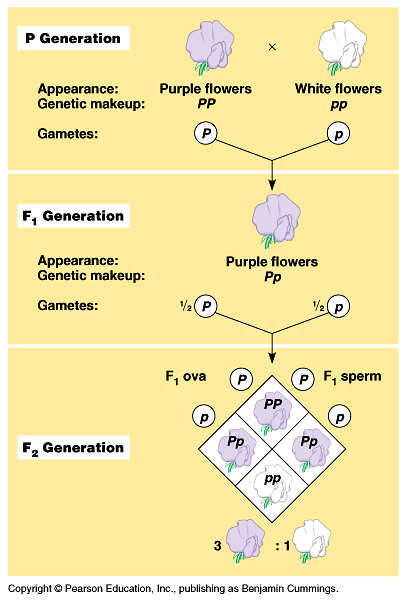 P Generation
×
Appearance: Purple flowers White flowers
Genetic makeup: PP pp
Gametes: P p
F1 Generation
Appearance: Purple flowers
Genetic makeup: Pp
Gametes: 1/2 P 1/2 p
F1 ova P P F1 sperm
PP
p p
Pp Pp
F2 Generation
pp
3 : 1
Copyright © Pearson Education, Inc., publishing as Benjamin Cummings.